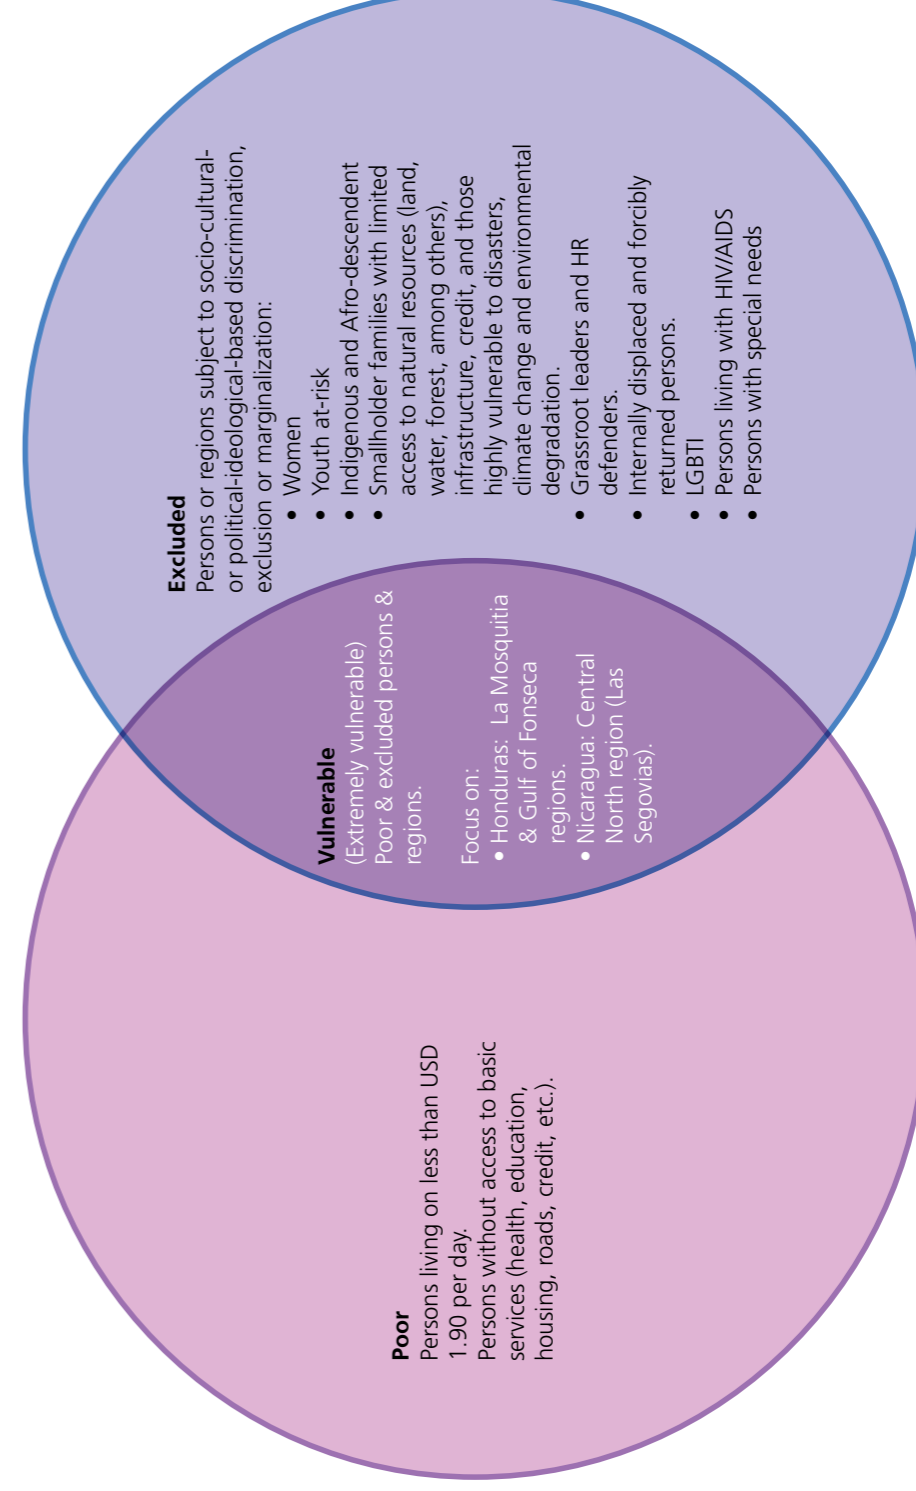 Poor
Persons living on less than USD
1.90 per day.
Persons without access to basic
services (health, education,
housing, roads, credit, etc.).
Vulnerable
(Extremely vulnerable)
Poor & excluded persons &
regions.
Focus on:
• Honduras: La Mosquitia
& Gulf of Fonseca
regions.
• Nicaragua: Central
North region (Las
Segovias).
Excluded
Persons or regions subject to socio-cultural-
or political-ideological-based discrimination,
exclusion or marginalization:
• Women
• Youth at-risk
• Indigenous and Afro-descendent
• Smallholder families with limited
access to natural resources (land,
water, forest, among others),
infrastructure, credit, and those
highly vulnerable to disasters,
climate change and environmental
degradation.
• Grassroot leaders and HR
defenders.
• Internally displaced and forcibly
returned persons.
• LGBTI
• Persons living with HIV/AIDS
• Persons with special needs